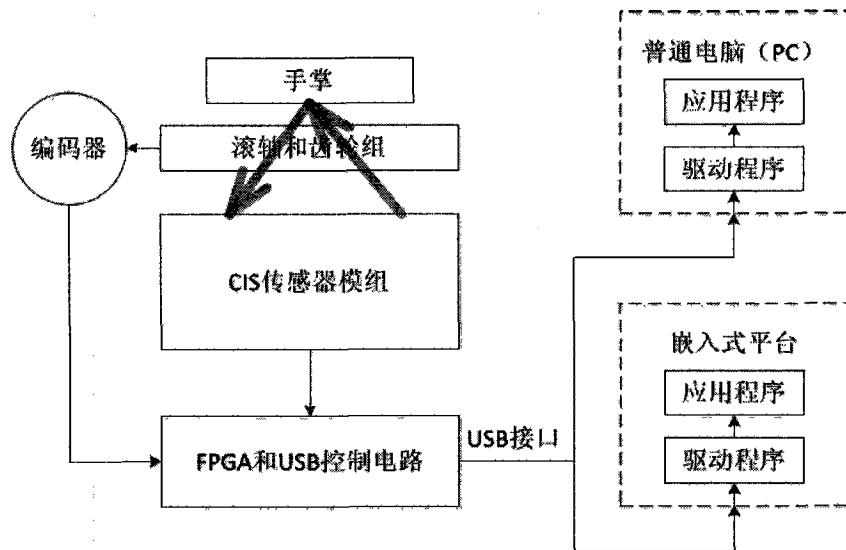 手掌
编码器
滚轴和齿轮组
CIS传感器模组
FPGA和USB控制电路
USB接口
普通电脑（PC）
应用程序
驱动程序
嵌入式平台
应用程序
驱动程序